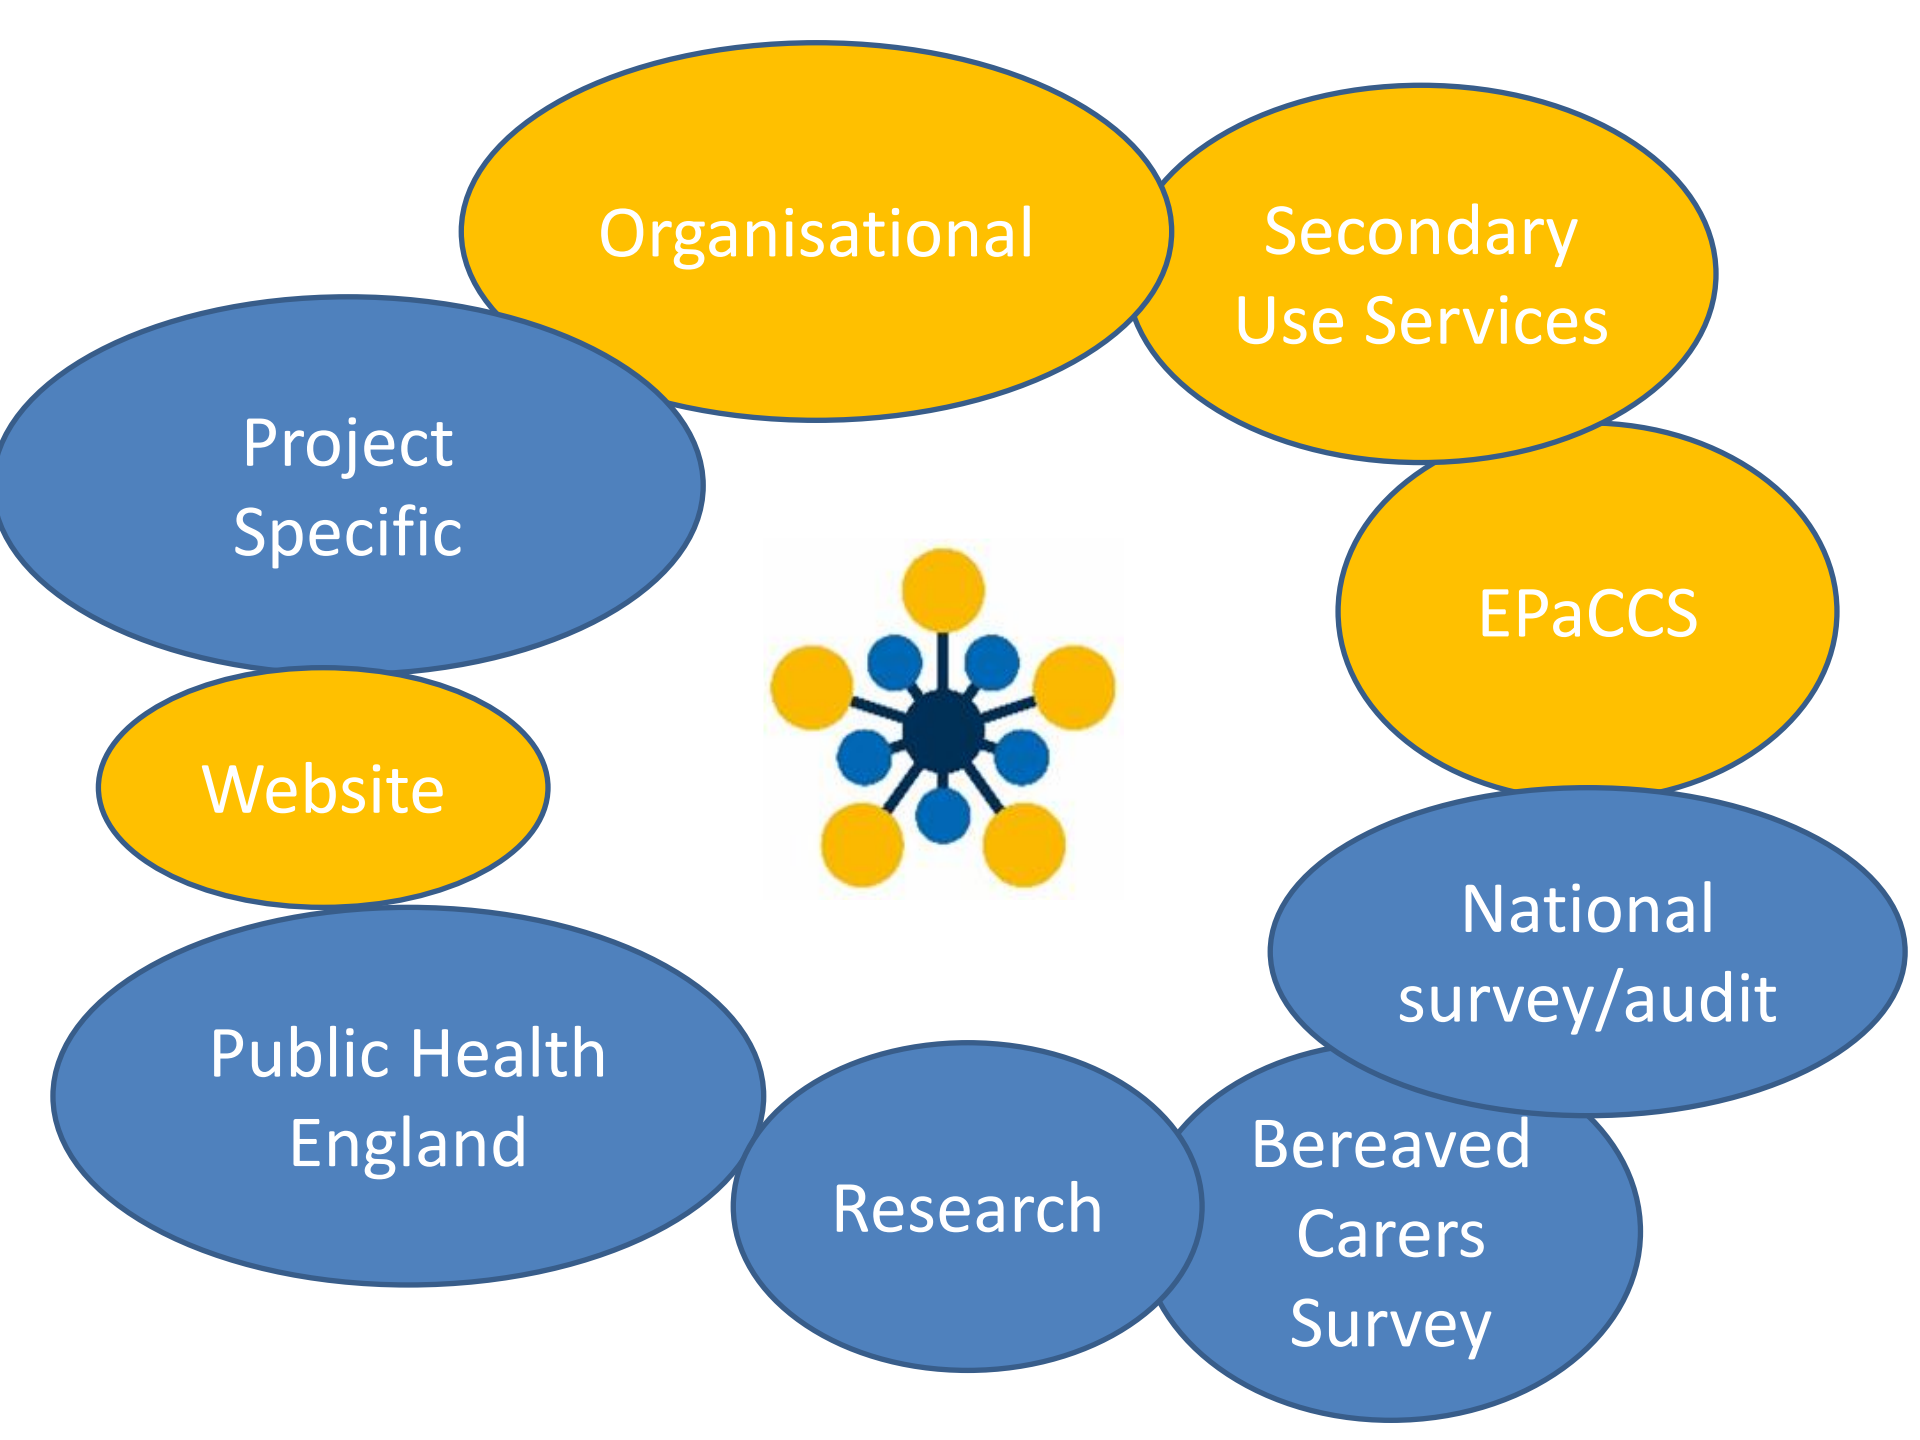 Organisational
Secondary
Use Services
Project
Specific
EPaCCS
Website
National
survey/audit
Public Health
England
Research
Bereaved
Carers
Survey